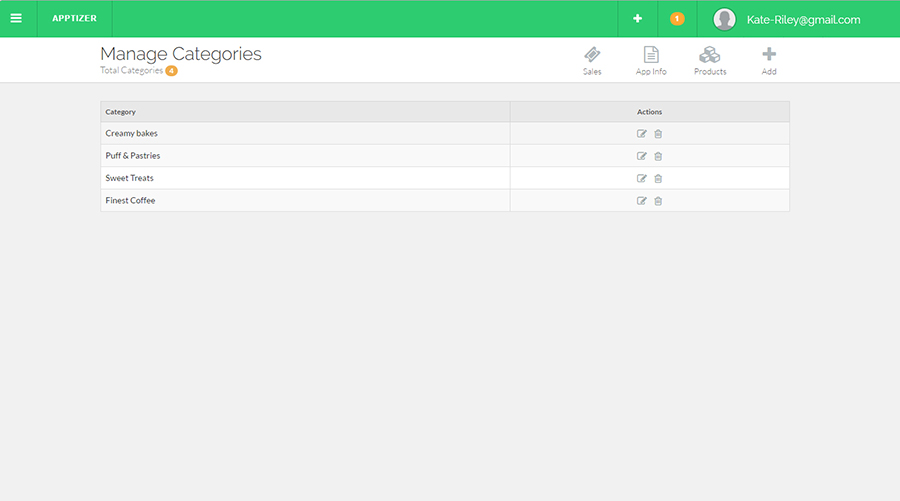 APPTIZER
1
Kate-Riley@gmail.com
Manage Categories
Total Categories 4
Sales
App Info
Products
Add
Category Actions
Creamy bakes
Puff & Pastries
Sweet Treats
Finest Coffee